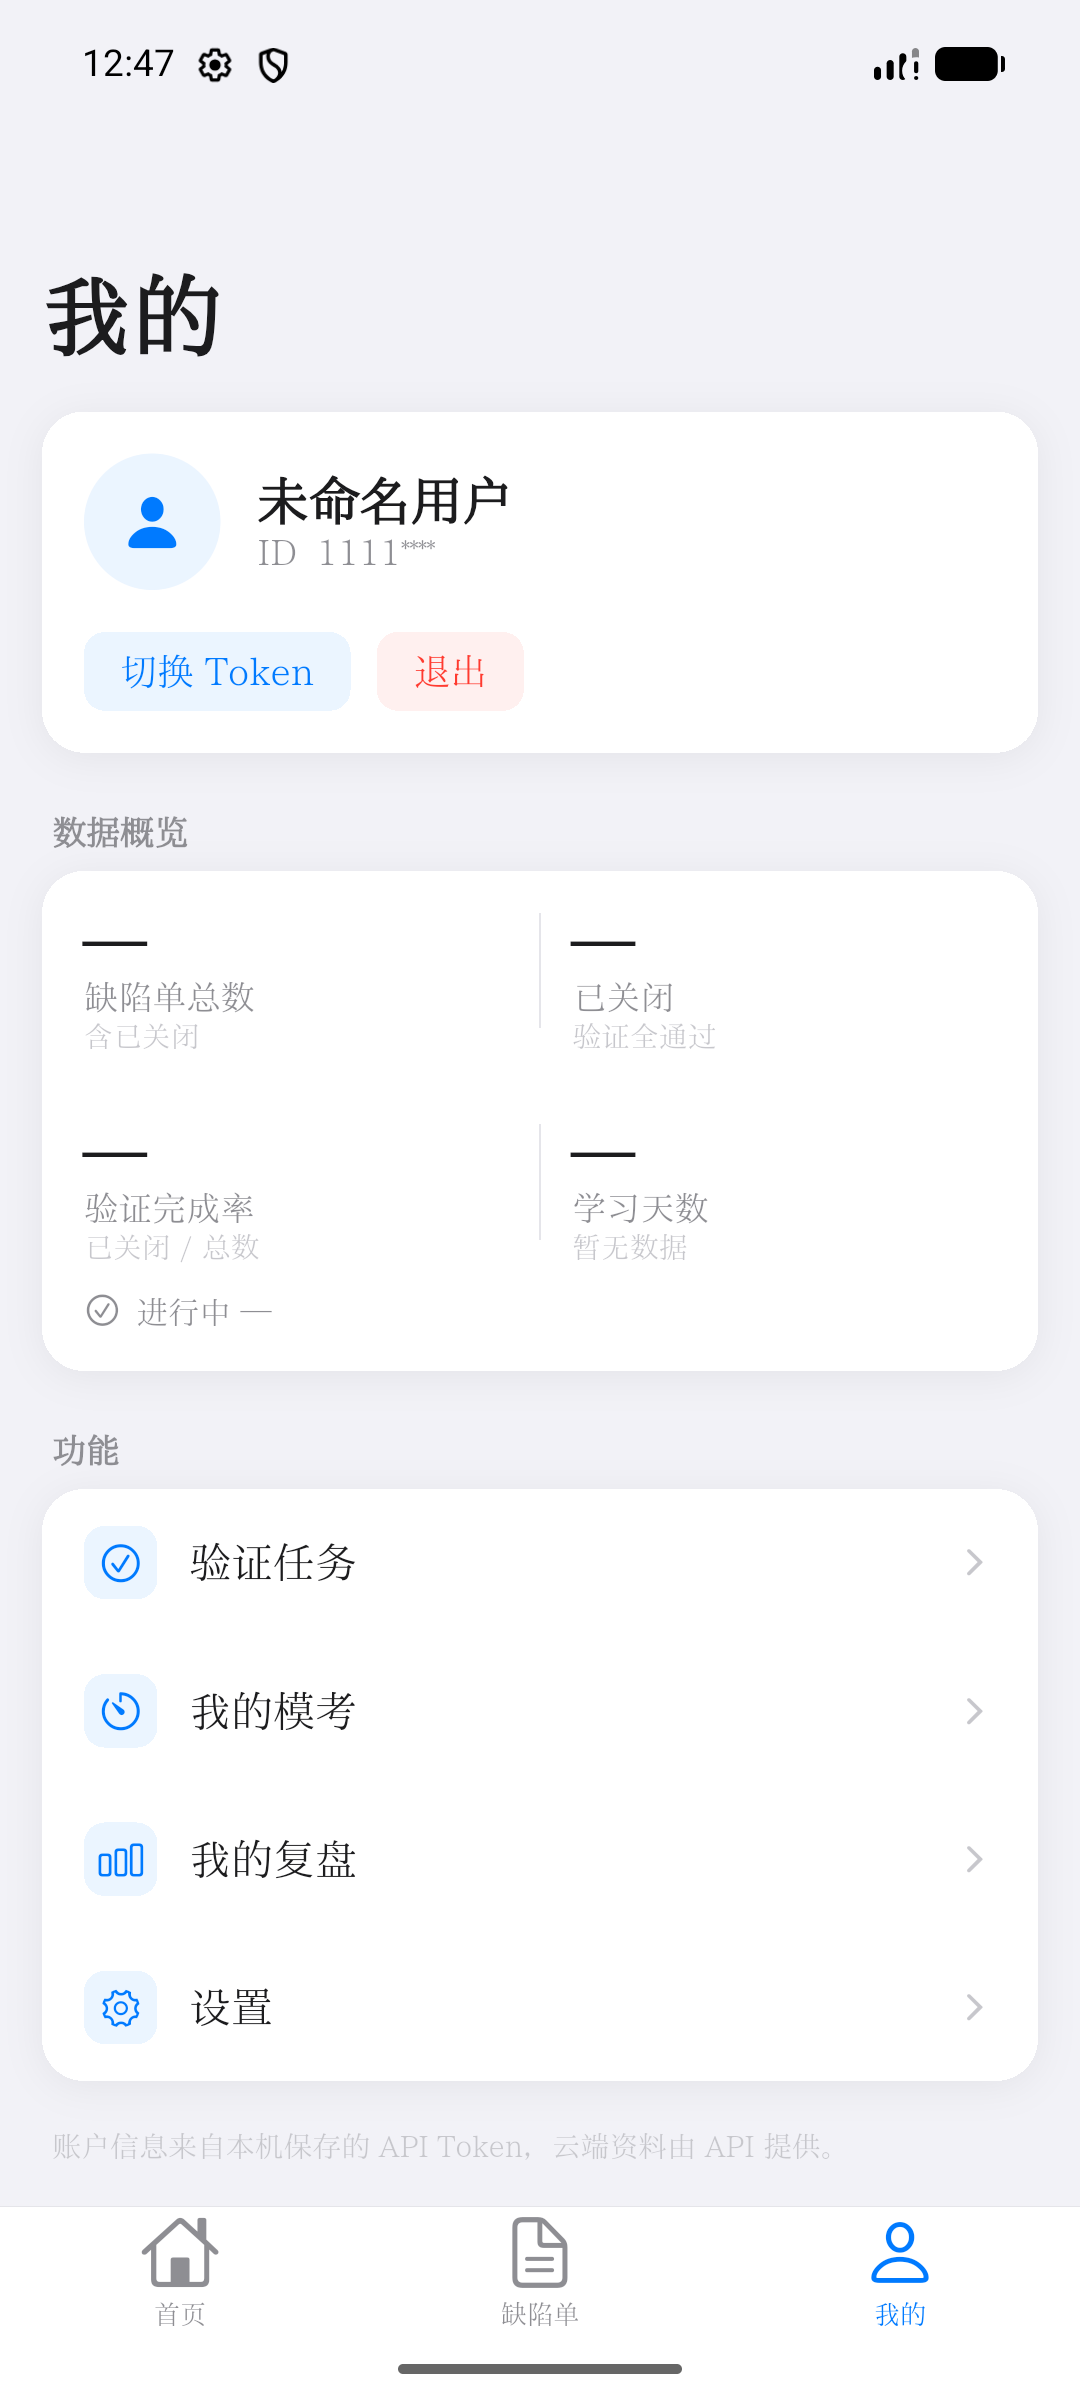 12:47
我的
未命名用户
ID 1111****
切换 Token
退出
数据概览
—
缺陷单总数
含已关闭
—
已关闭
验证全通过
—
验证完成率
已关闭 / 总数
—
学习天数
暂无数据
进行中 —
功能
验证任务
我的模考
我的复盘
设置
账户信息来自本机保存的 API Token，云端资料由 API 提供。
首页
缺陷单
我的